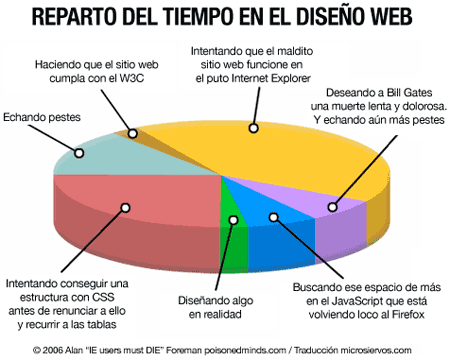 REPARTO DEL TIEMPO EN EL DISEÑO WEB
Haciendo que el sitio web
cumpla con el W3C
Intentando que el maldito
sitio web funcione en
el puto Internet Explorer
Deseando a Bill Gates
una muerte lenta y dolorosa.
Y echando aún más pestes
Echando pestes
Intentando conseguir una
estructura con CSS
antes de renunciar a ello
y recurrir a las tablas
Diseñando algo
en realidad
Buscando ese espacio de más
en el JavaScript que está
volviendo loco al Firefox
© 2006 Alan “IE users must DIE” Foreman poisonedminds.com / Traducción microsiervos.com